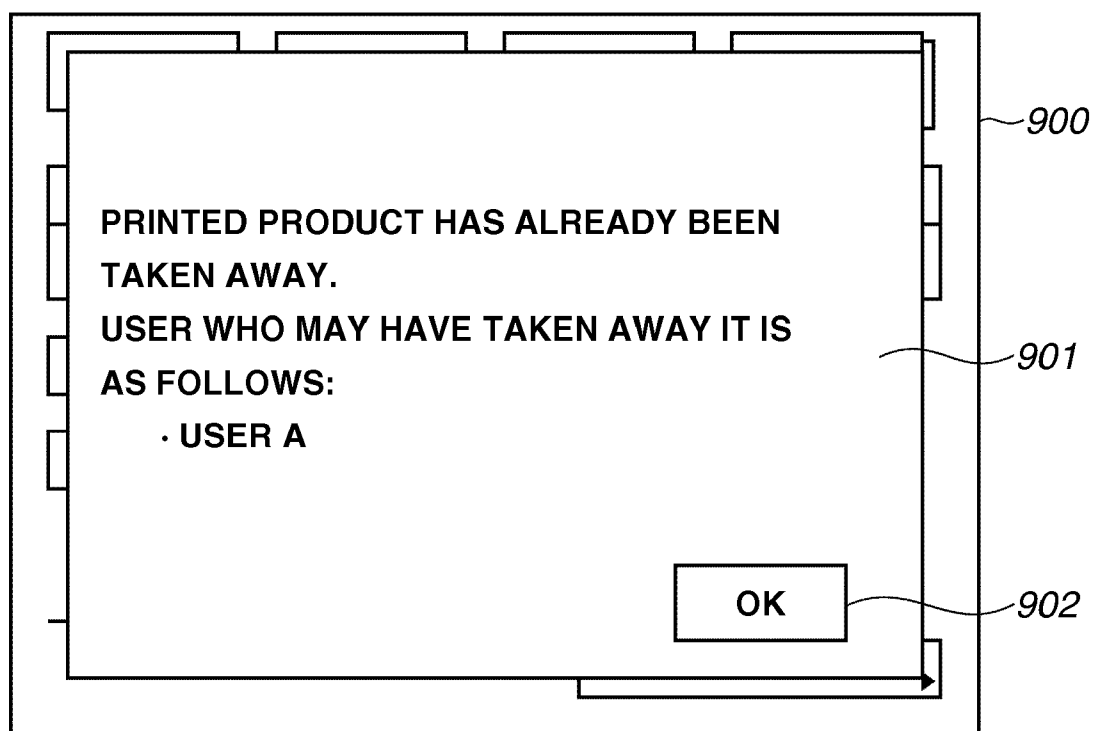 900
PRINTED PRODUCT HAS ALREADY BEEN
TAKEN AWAY.
USER WHO MAY HAVE TAKEN AWAY IT IS
901
AS FOLLOWS:
· USER A
OK
902